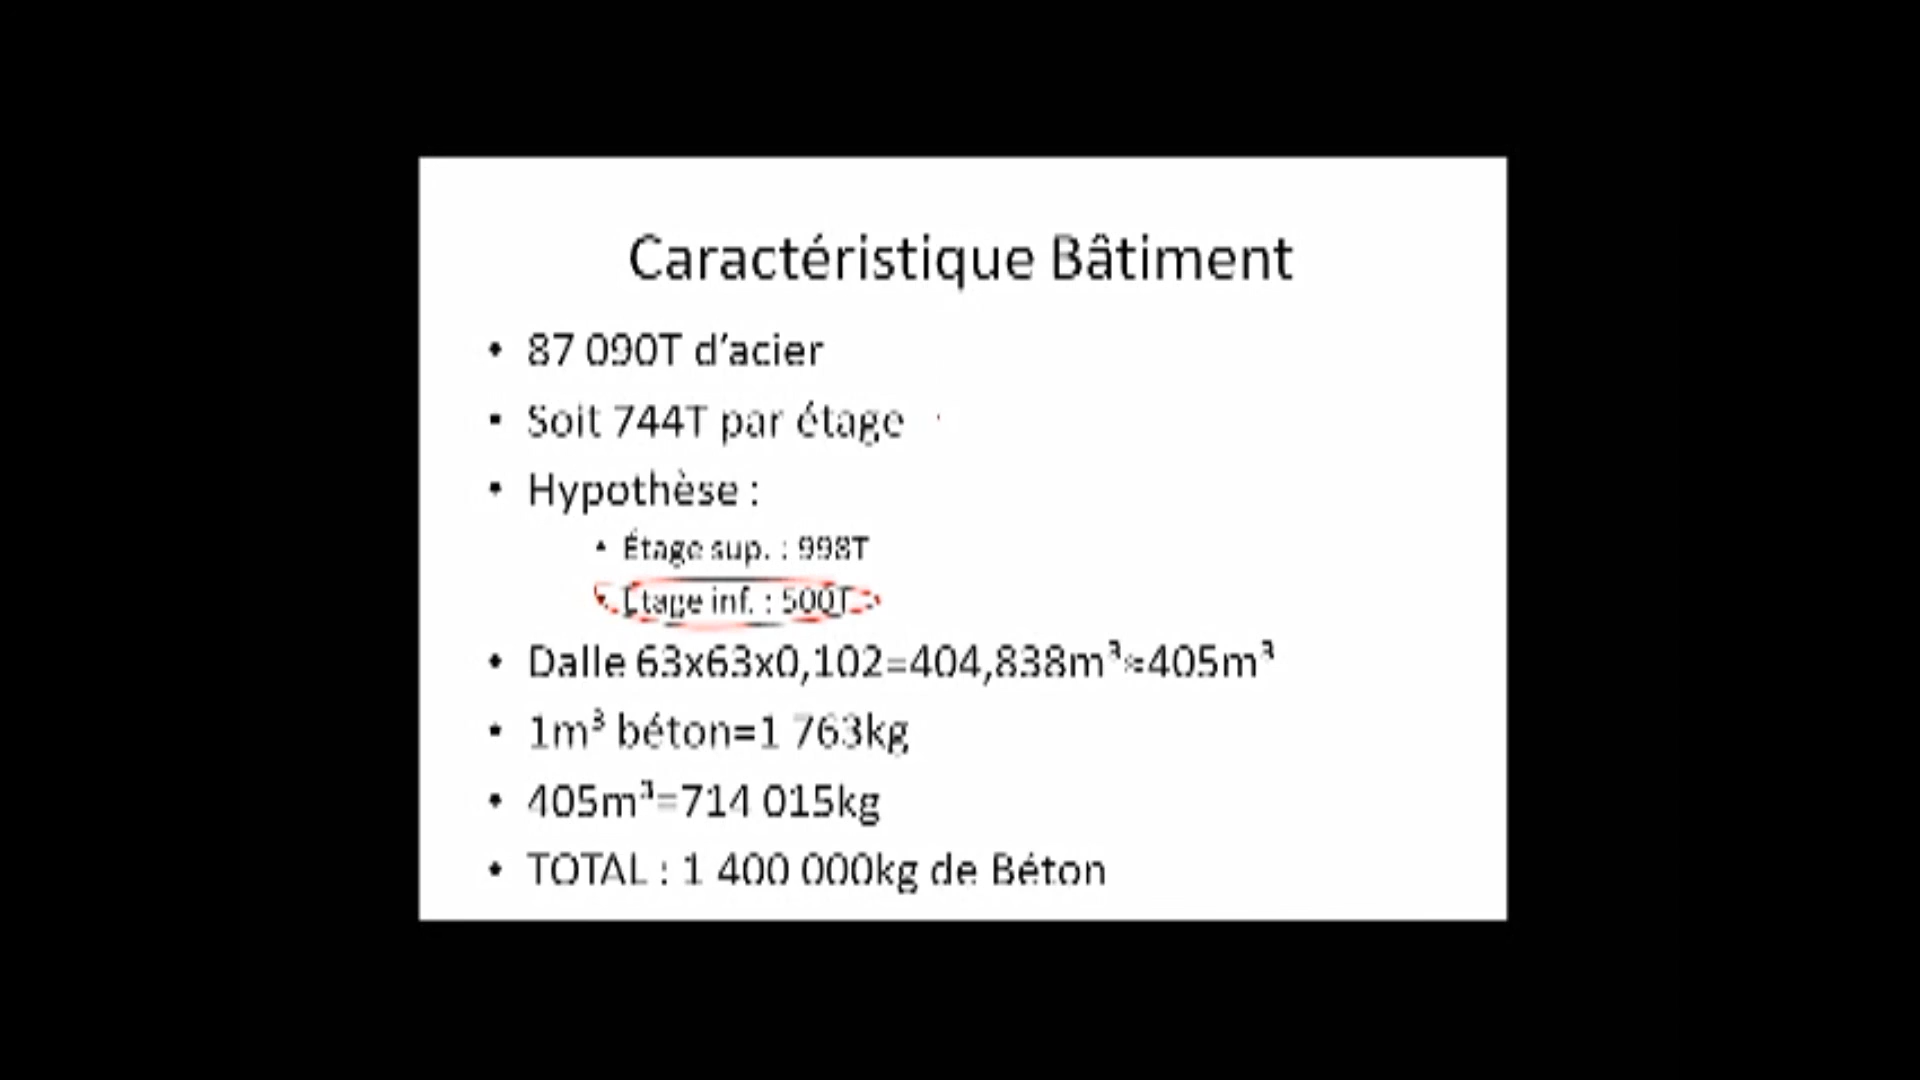 Caractéristique Bâtiment
• 87 090T d'acier
• Soit 744T par étage
• Hypothèse :
• Étage sup. : 998T
• Étage inf. : 500T
• Dalle 63x63x0,102=404,838m³≈405m³
• 1m³ béton=1 763kg
• 405m³=714 015kg
• TOTAL : 1 400 000kg de Béton